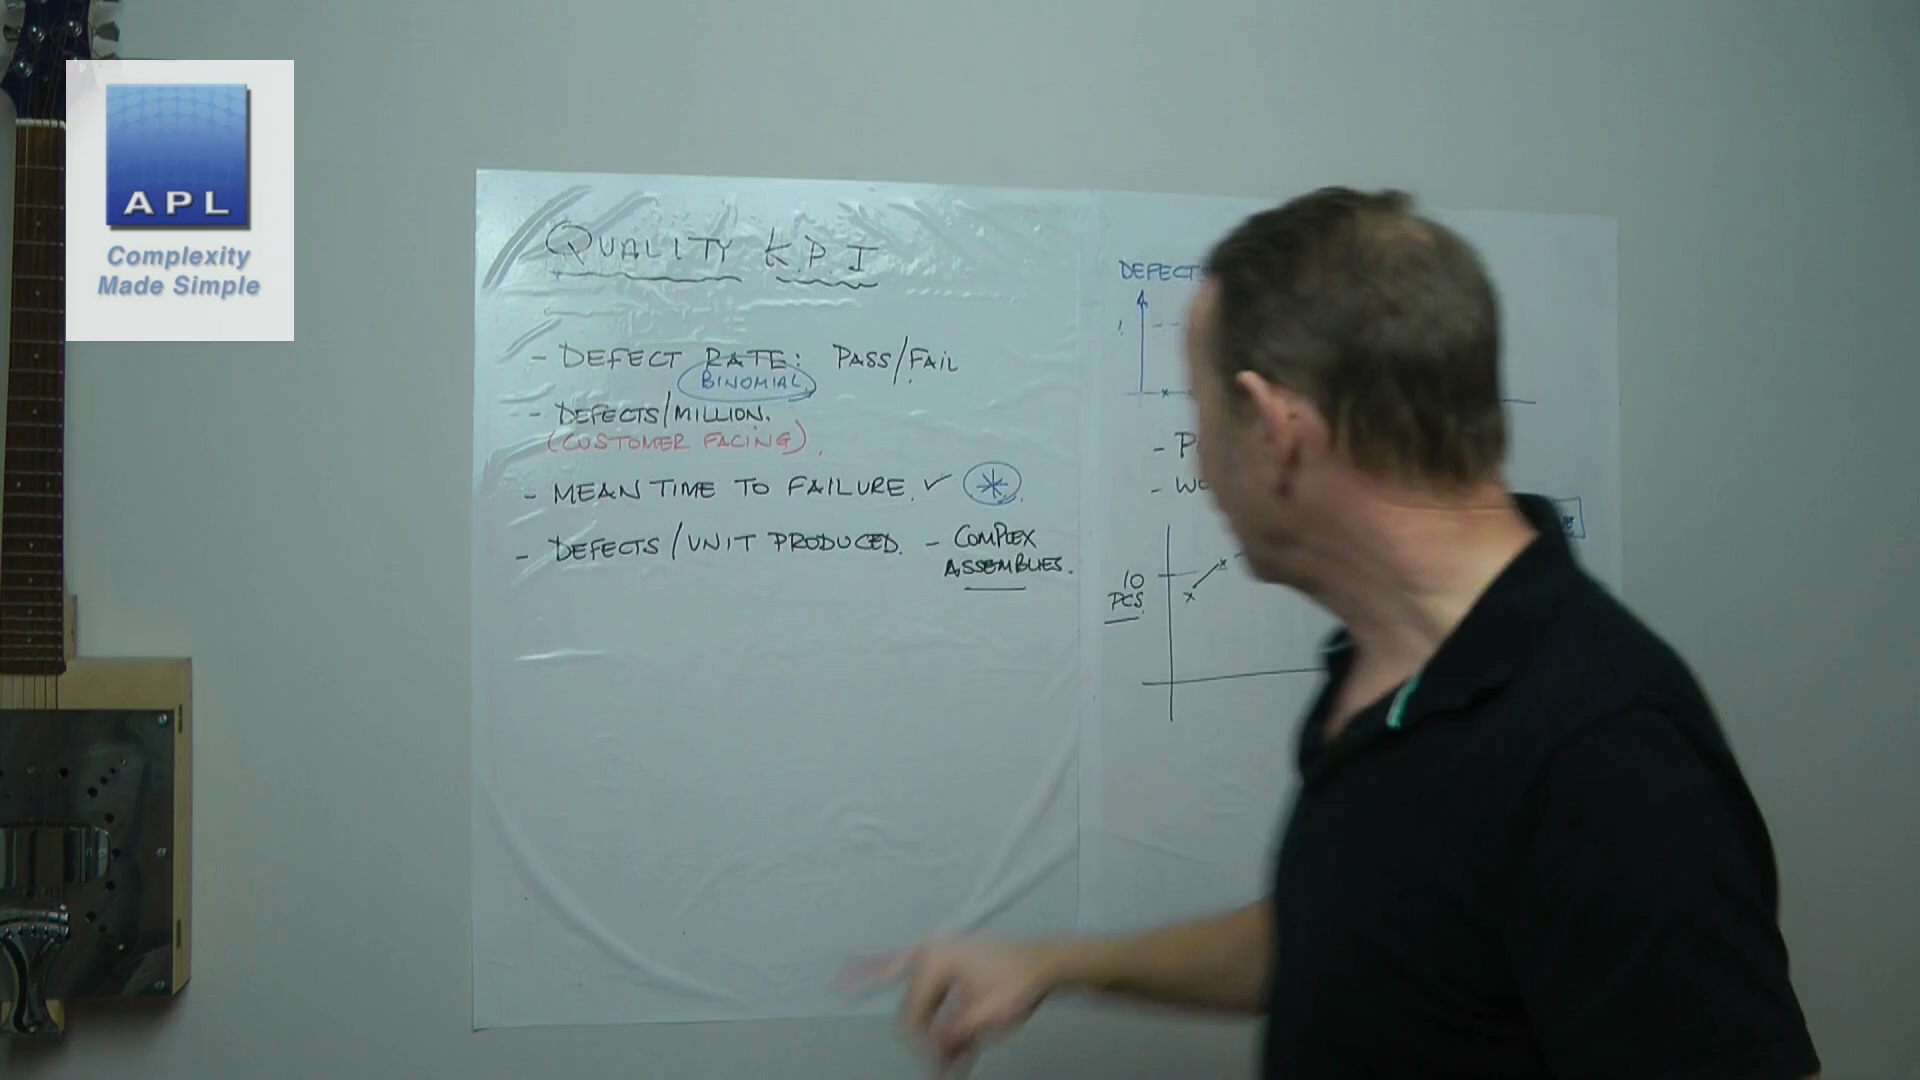 APL
Complexity
Made Simple
QUALITY K.P.I
- DEFECT RATE: PASS/FAIL
BINOMIAL
- DEFECTS/MILLION.
(CUSTOMER FACING).
- MEAN TIME TO FAILURE. ✓ *
- DEFECTS/UNIT PRODUCED. - COMPLEX
ASSEMBLIES.
DEFECTS
10
PCS